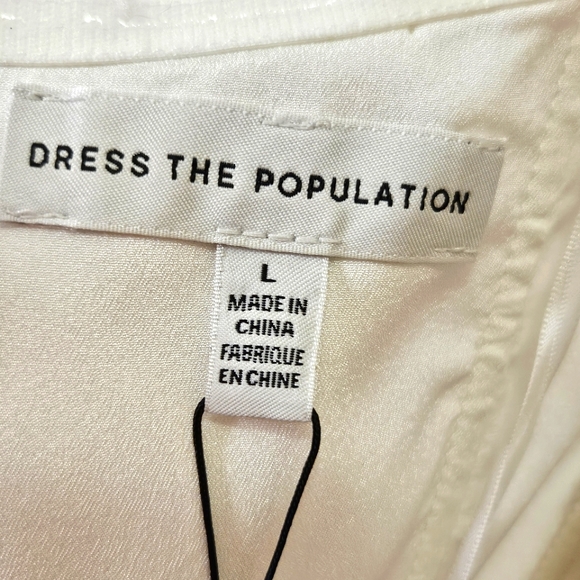 DRESS THE POPULATION
L
MADE IN
CHINA
FABRIQUE
EN CHINE